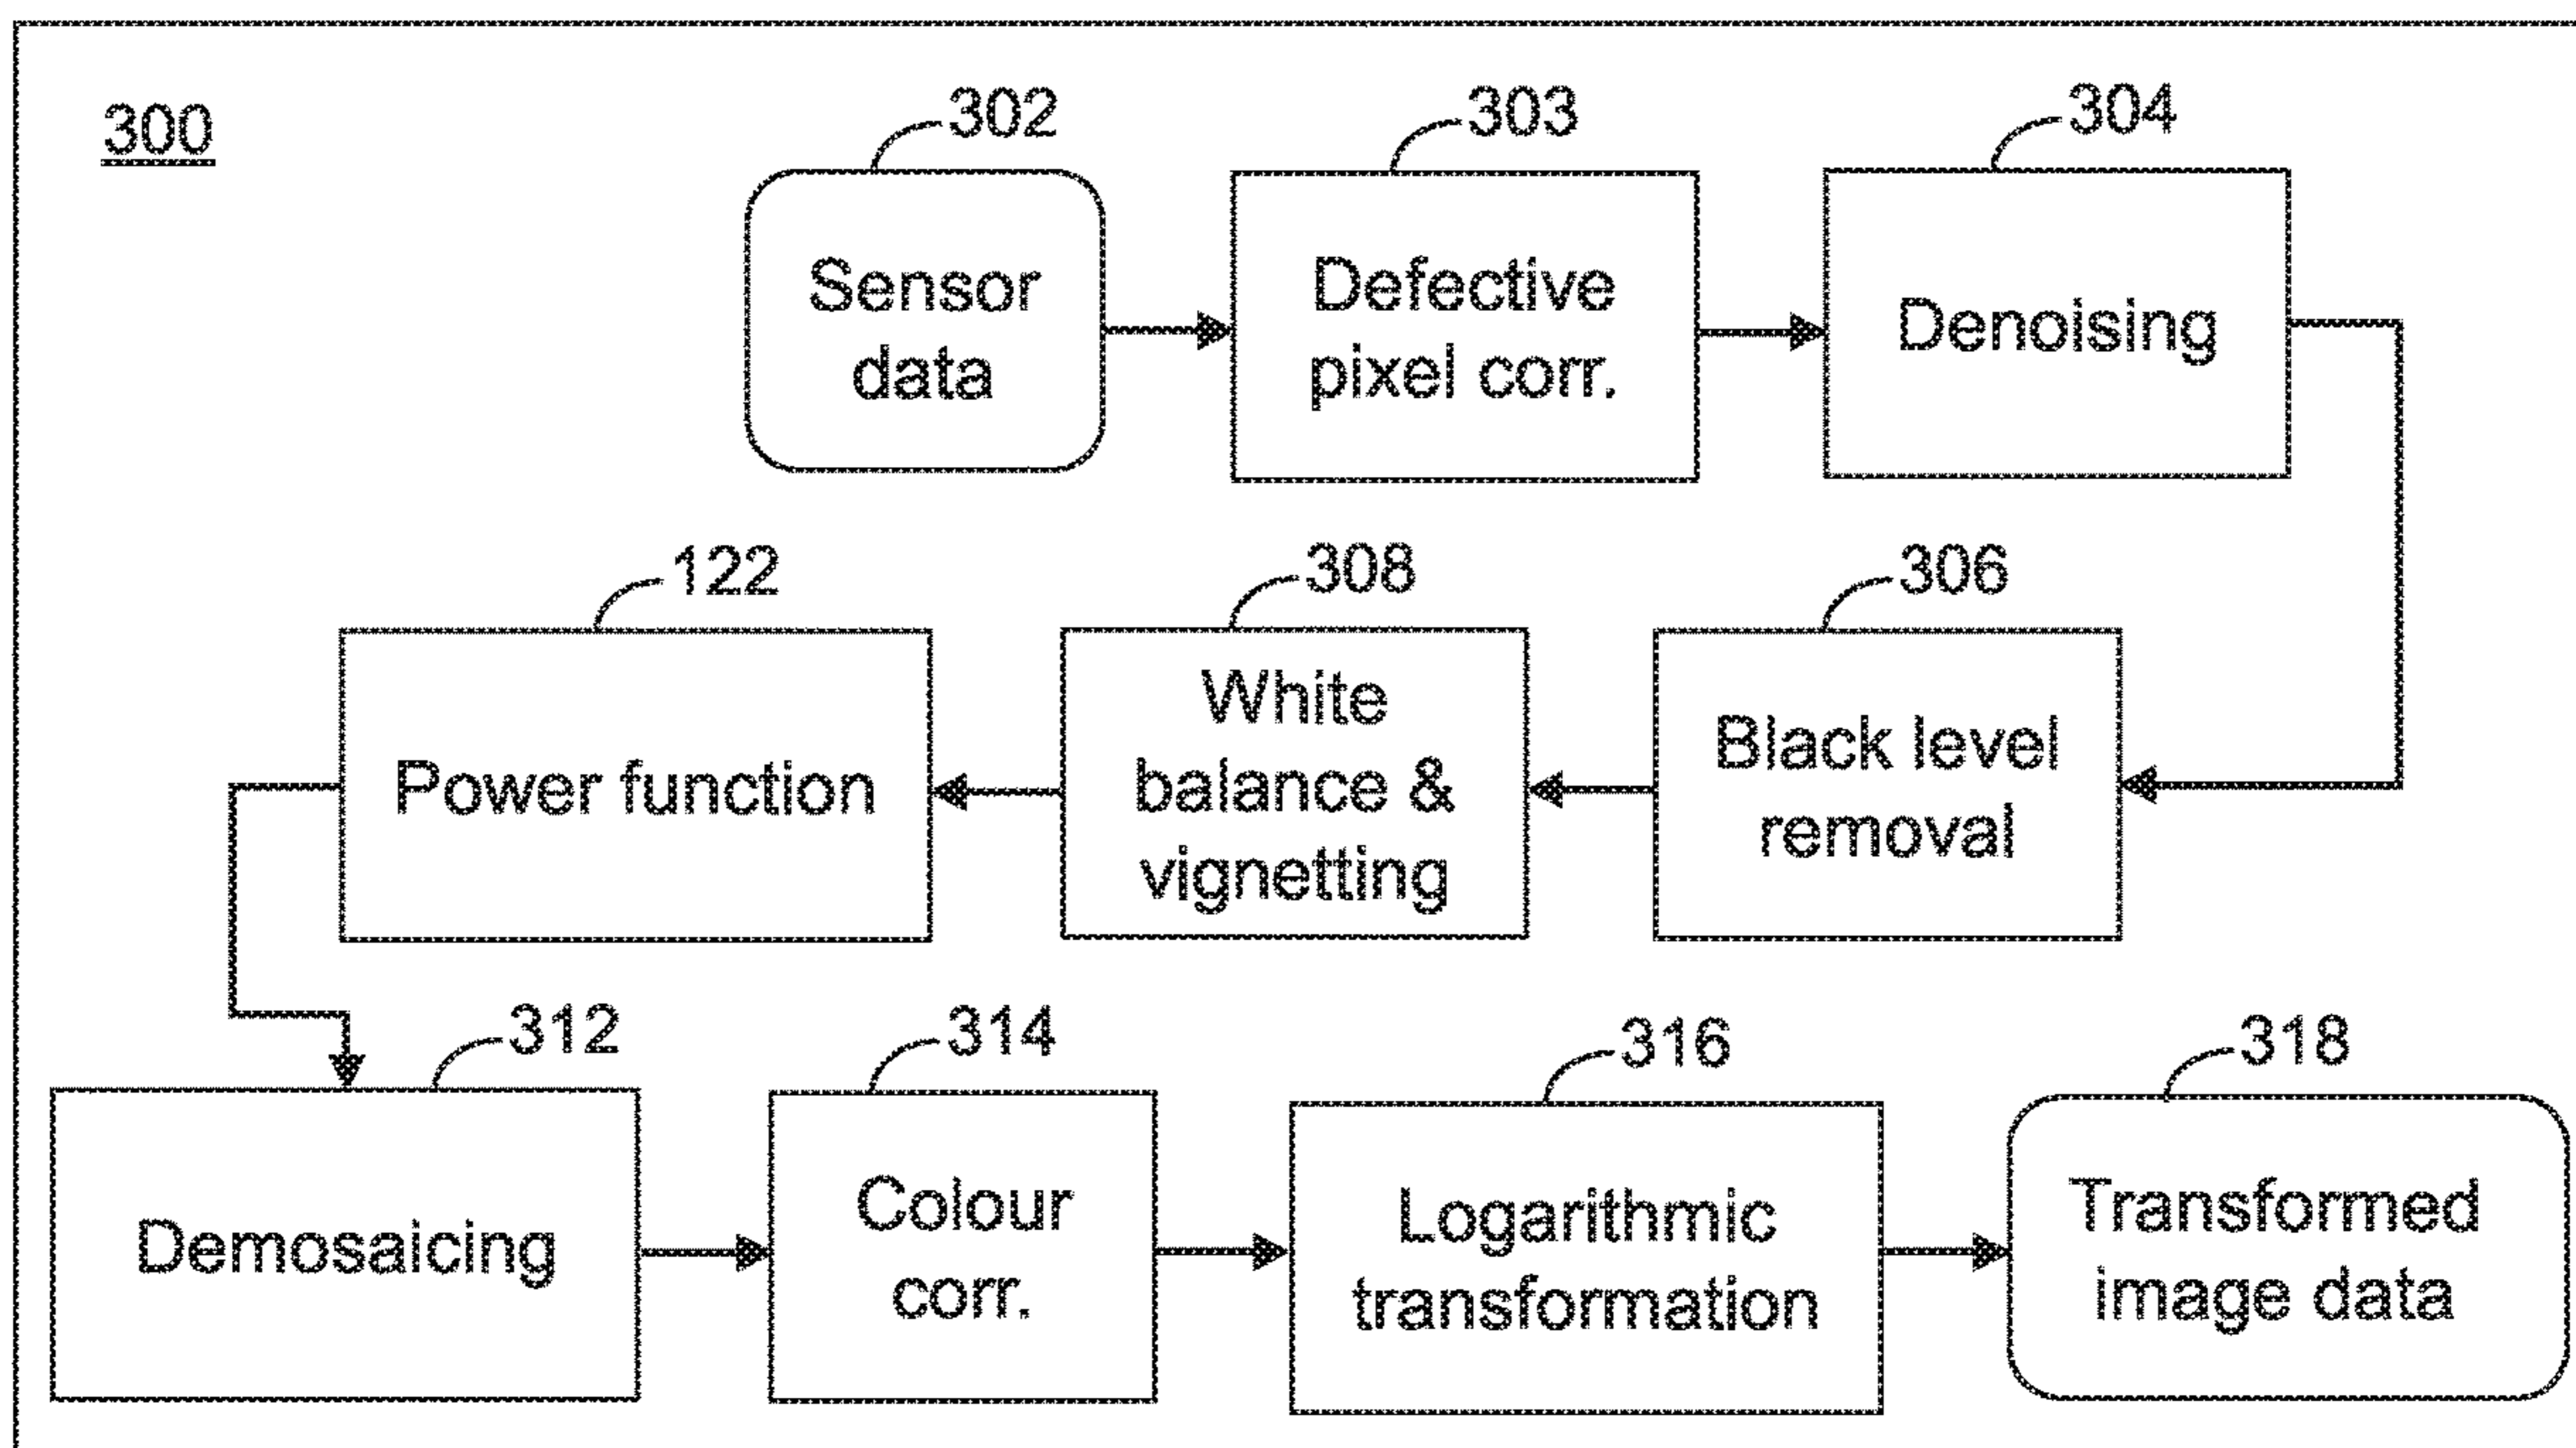 300
302
303
304
Sensor
data
Defective
pixel corr.
Denoising
122
308
306
Power function
White
balance &
vignetting
Black level
removal
312
314
316
318
Demosaicing
Colour
corr.
Logarithmic
transformation
Transformed
image data